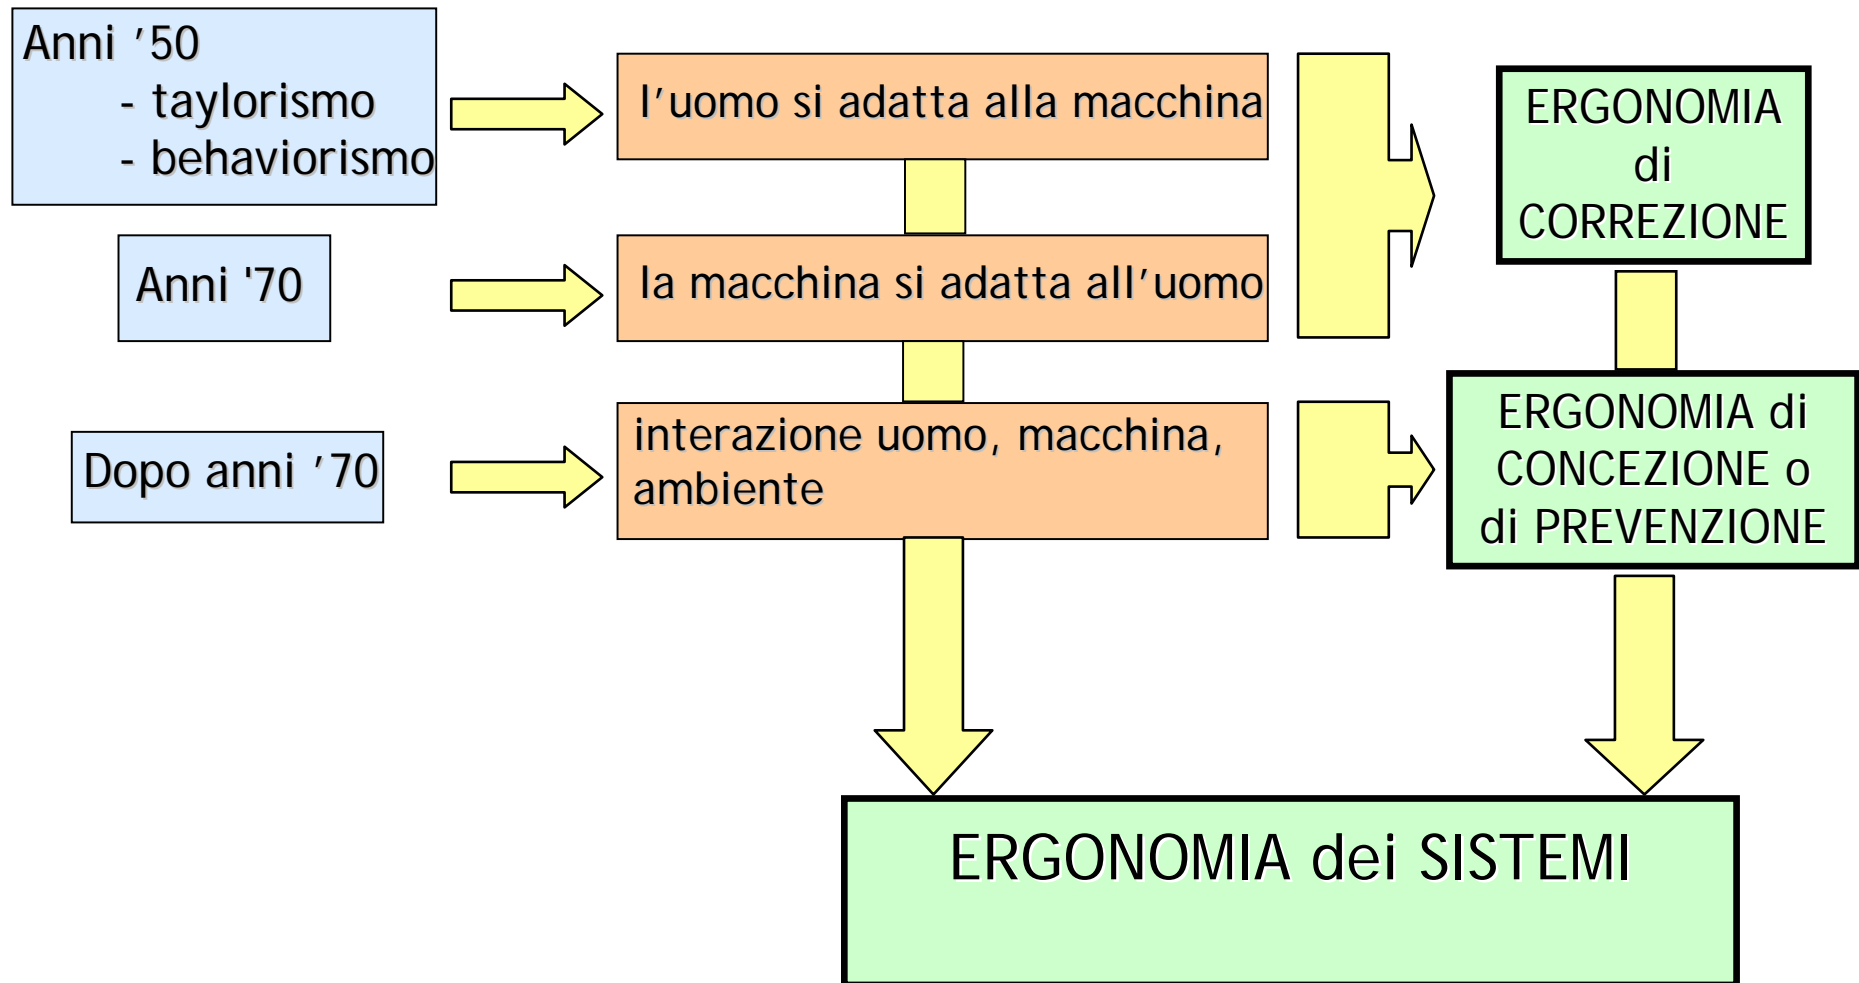 Anni ’50
- taylorismo
- behaviorismo
l’uomo si adatta alla macchina
ERGONOMIA
di
CORREZIONE
Anni '70
la macchina si adatta all’uomo
Dopo anni ’70
interazione uomo, macchina,
ambiente
ERGONOMIA di
CONCEZIONE o
di PREVENZIONE
ERGONOMIA dei SISTEMI